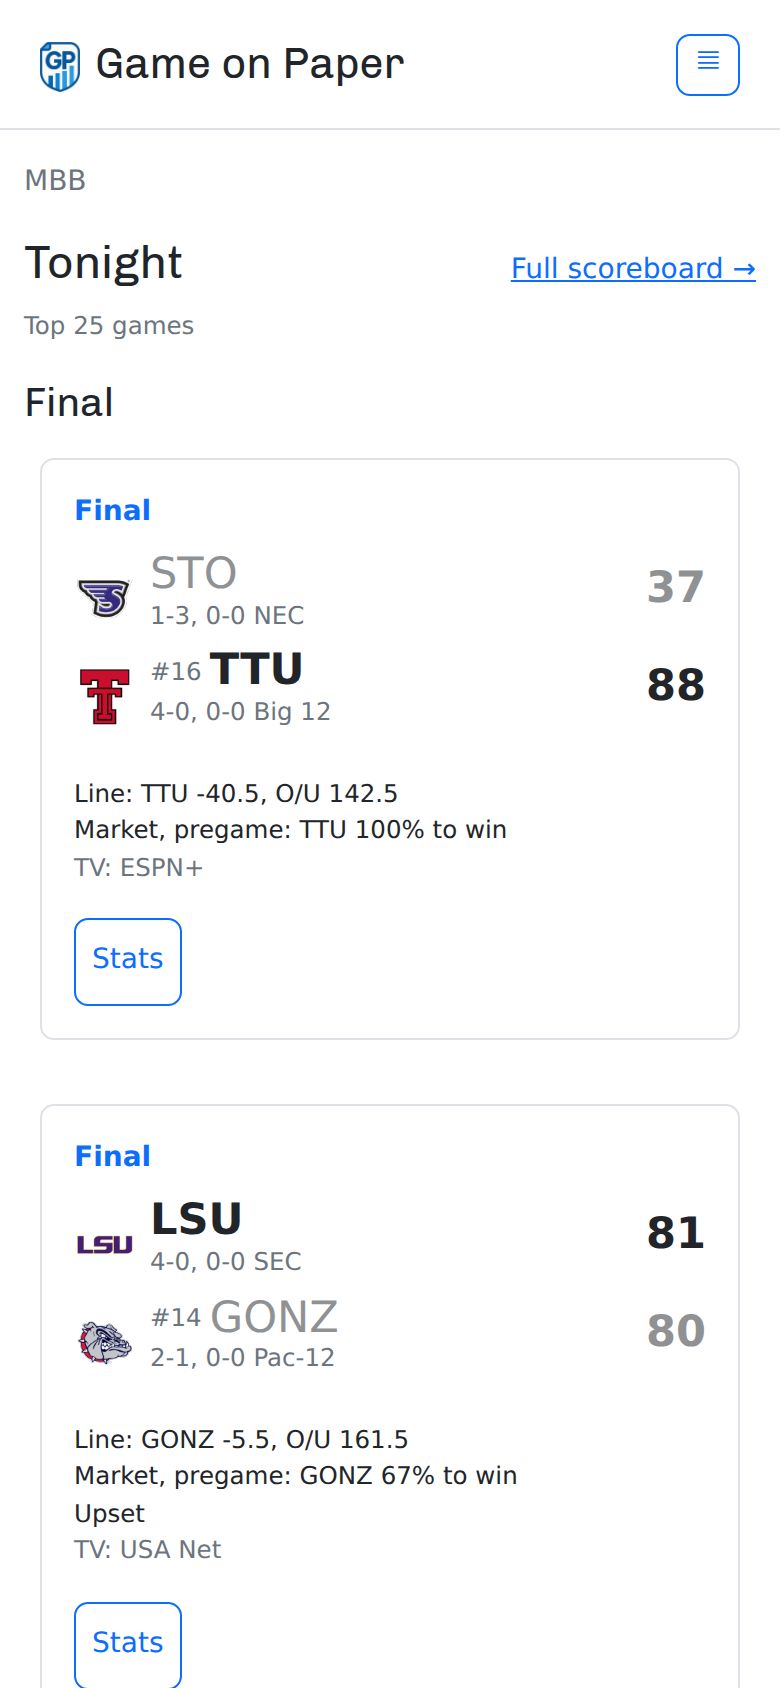 GP Game on Paper
MBB
Tonight
Full scoreboard →
Top 25 games
Final
Final
STO 37
1-3, 0-0 NEC
#16 TTU 88
4-0, 0-0 Big 12
Line: TTU -40.5, O/U 142.5
Market, pregame: TTU 100% to win
TV: ESPN+
Stats
Final
LSU LSU 81
4-0, 0-0 SEC
#14 GONZ 80
2-1, 0-0 Pac-12
Line: GONZ -5.5, O/U 161.5
Market, pregame: GONZ 67% to win
Upset
TV: USA Net
Stats